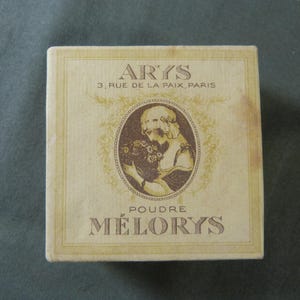 ARYS
3, RUE DE LA PAIX, PARIS
POUDRE
MÉLORYS